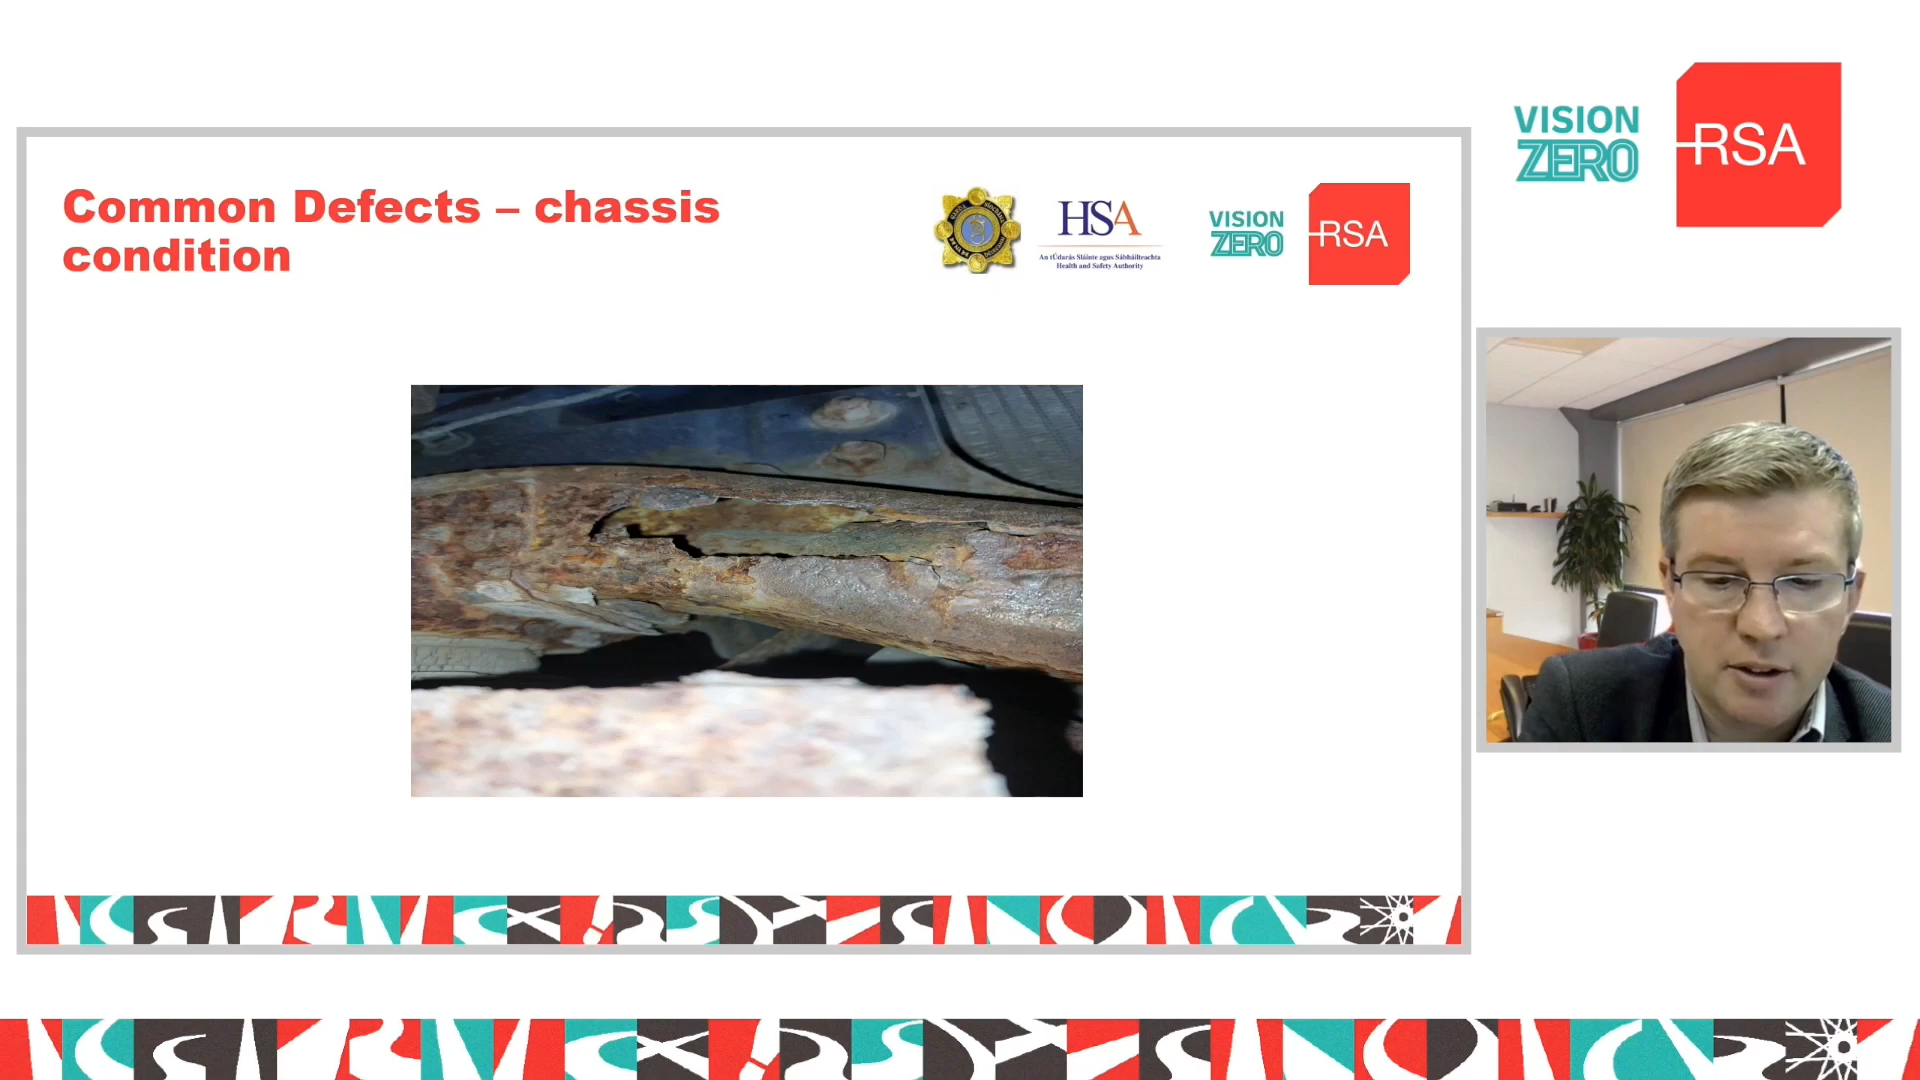 VISION
ZERO
RSA
Common Defects – chassis
condition
HSA
An tÚdarás Sláinte agus Sábháilteachta
Health and Safety Authority
VISION
ZERO
RSA